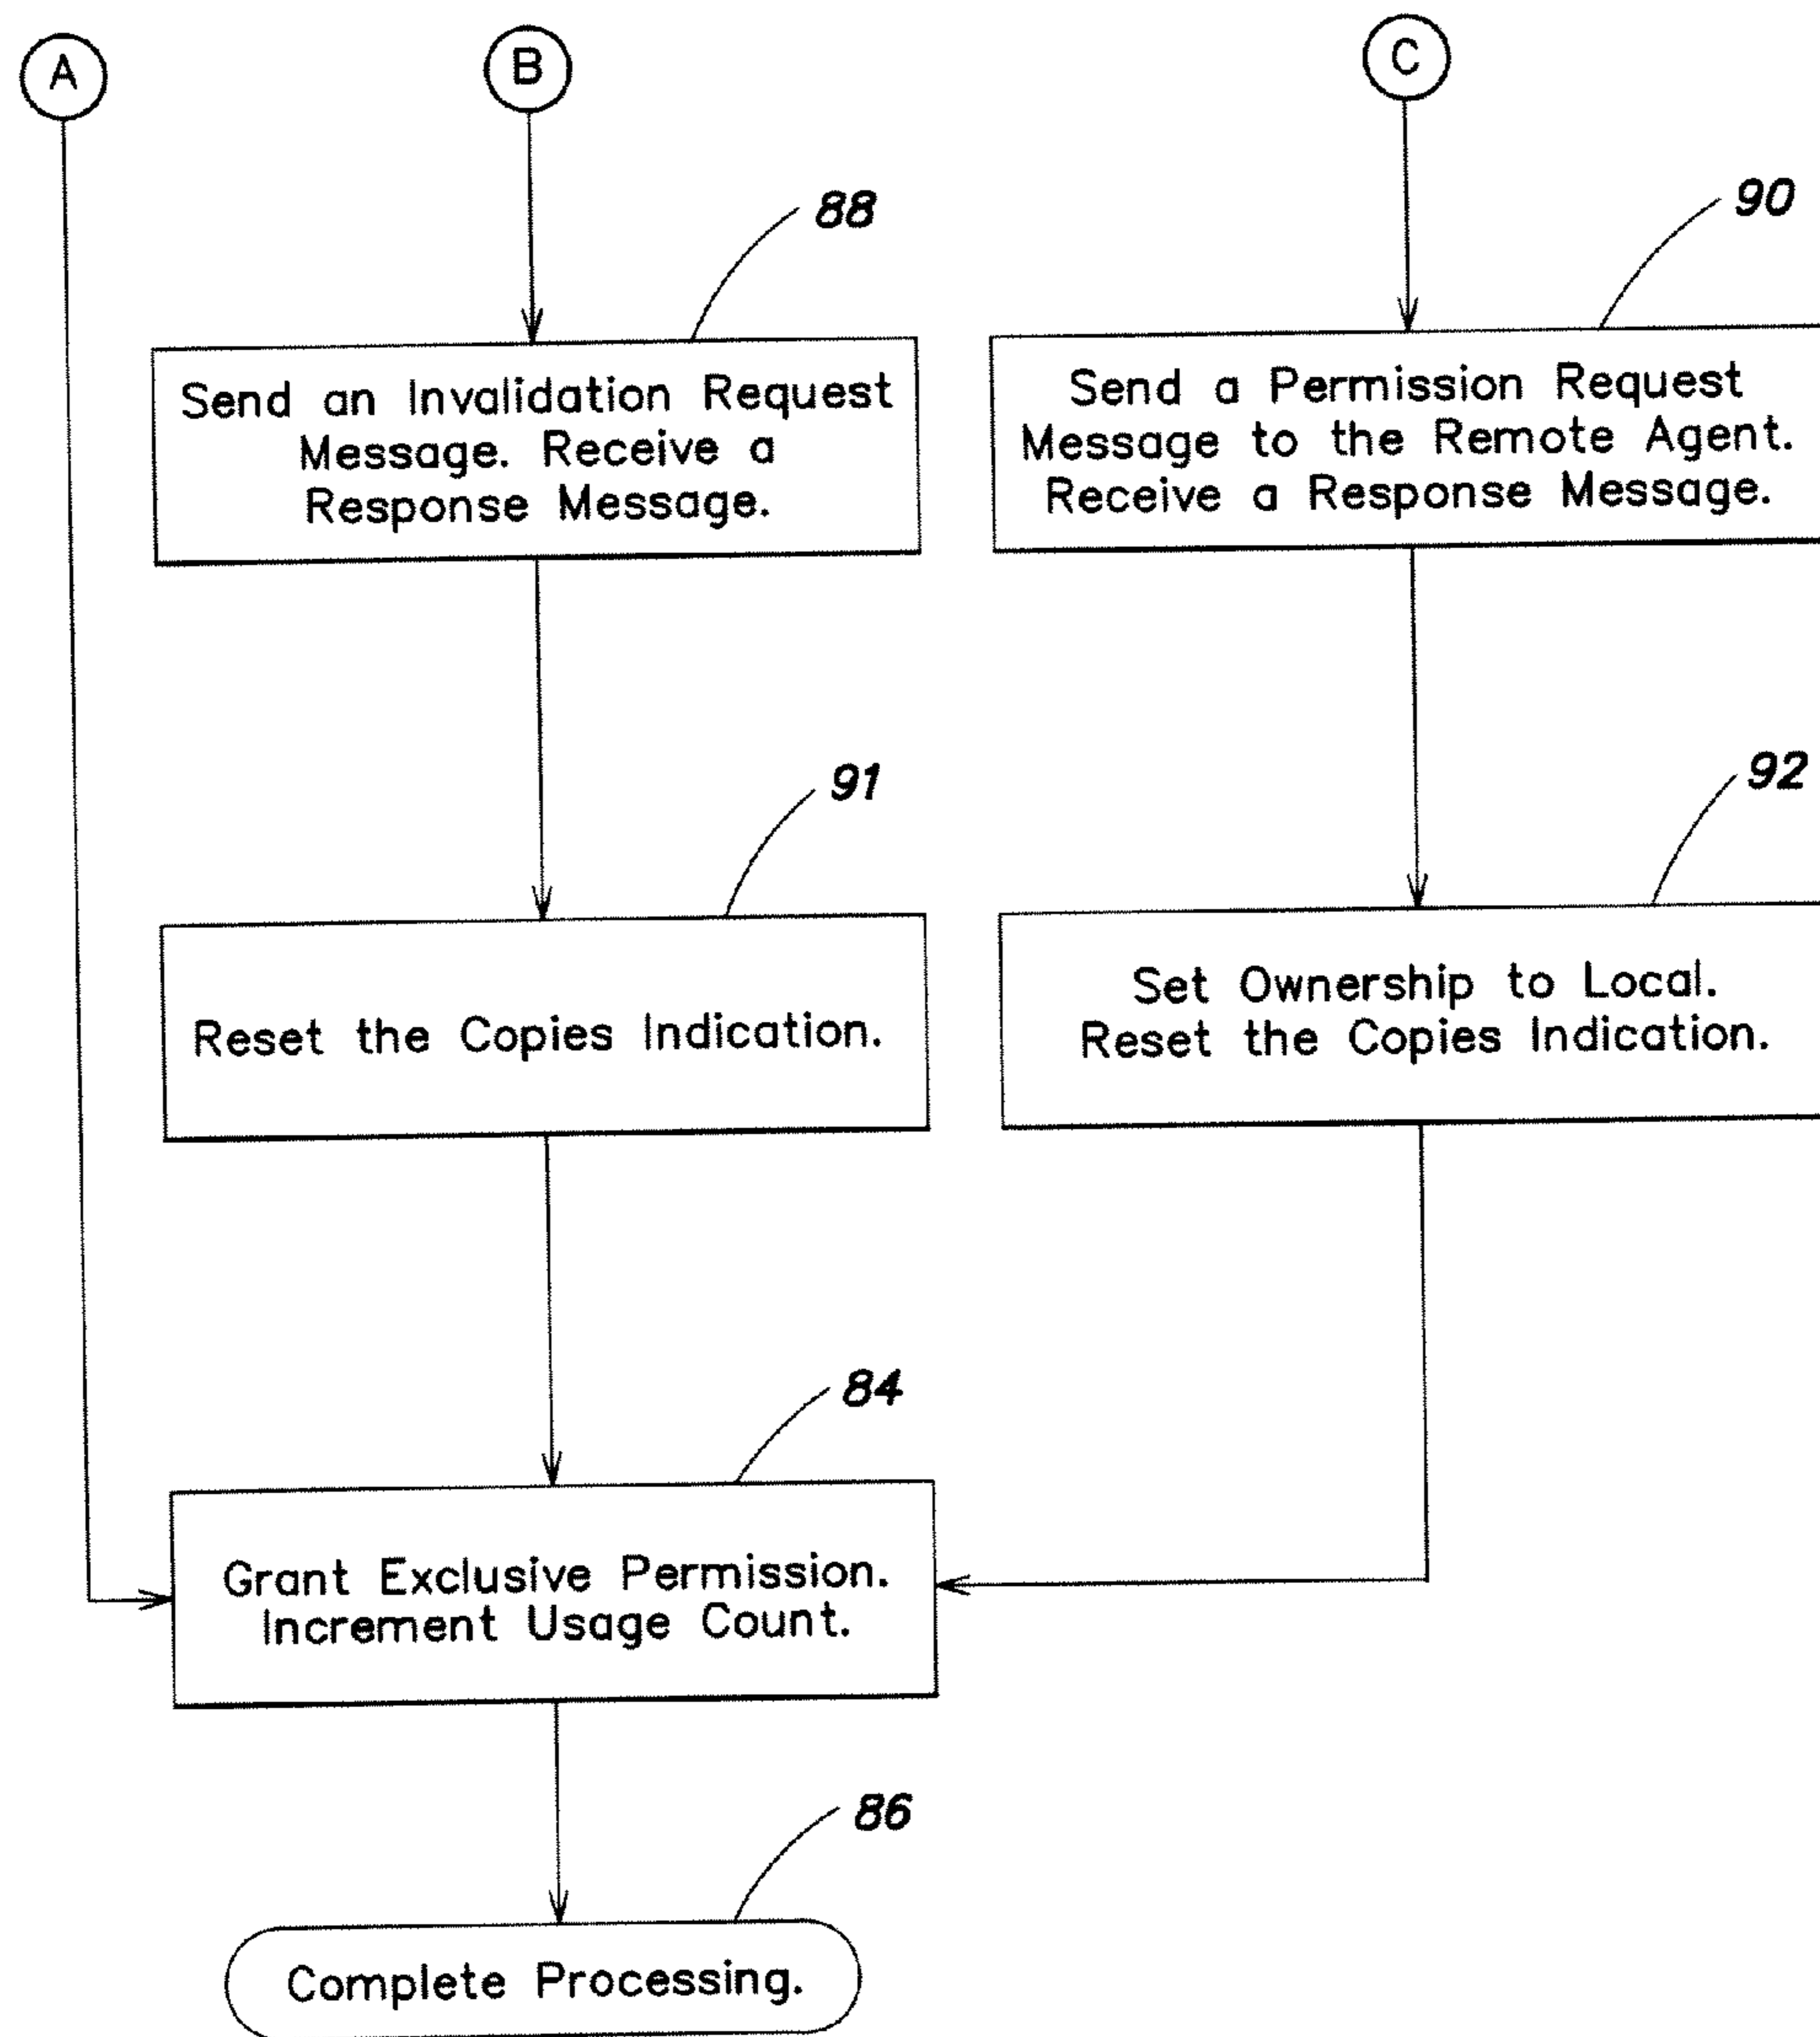 A
B
C
88
90
Send an Invalidation Request
Message. Receive a
Response Message.
Send a Permission Request
Message to the Remote Agent.
Receive a Response Message.
91
92
Reset the Copies Indication.
Set Ownership to Local.
Reset the Copies Indication.
84
Grant Exclusive Permission.
Increment Usage Count.
86
Complete Processing.